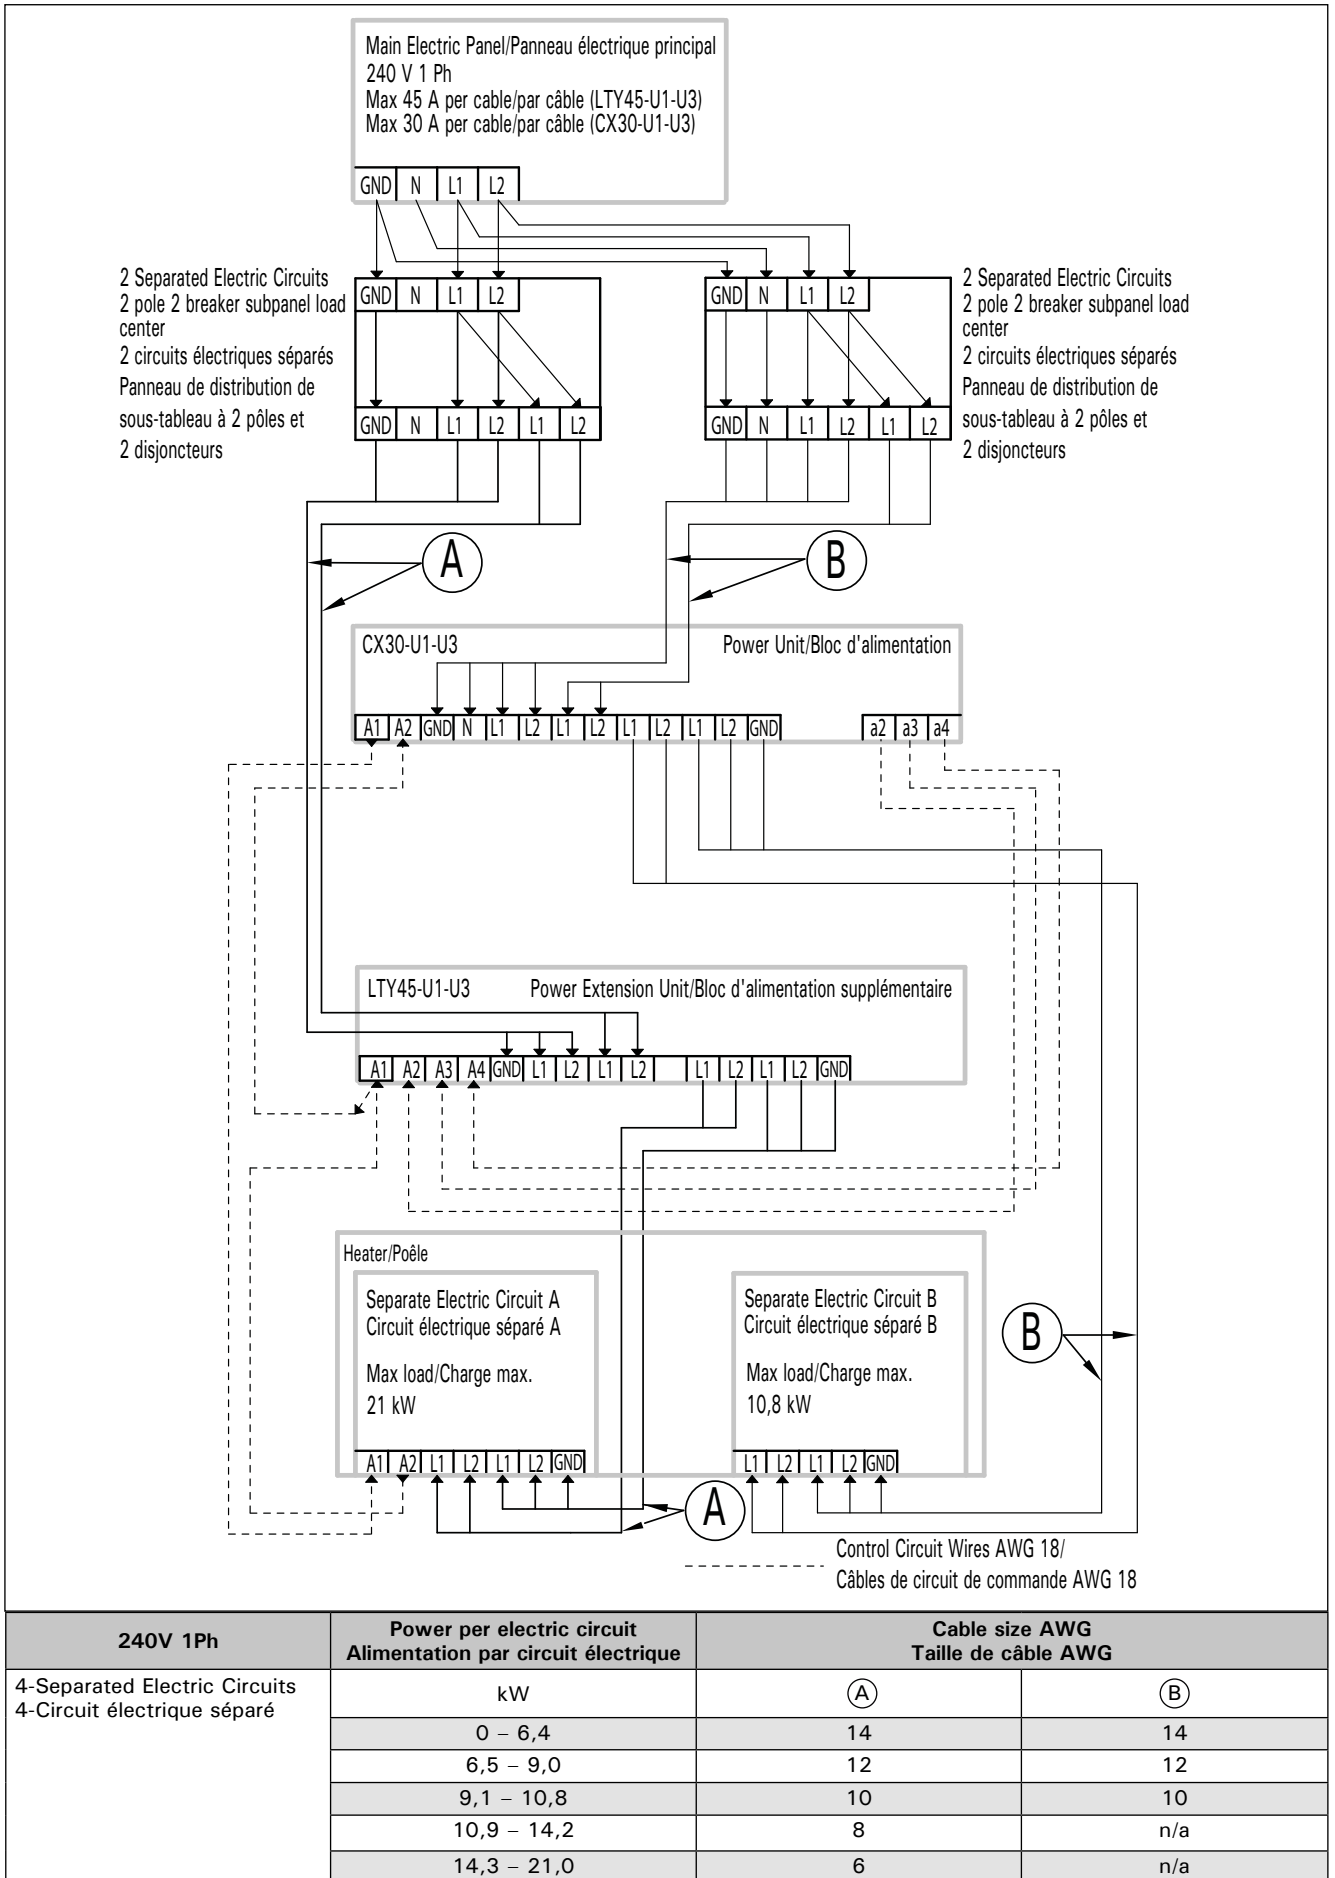 Main Electric Panel/Panneau électrique principal
240 V 1 Ph
Max 45 A per cable/par câble (LTY45-U1-U3)
Max 30 A per cable/par câble (CX30-U1-U3)
GND N L1 L2
2 Separated Electric Circuits
2 pole 2 breaker subpanel load
center
2 circuits électriques séparés
Panneau de distribution de
sous-tableau à 2 pôles et
2 disjoncteurs
GND N L1 L2
GND N L1 L2 L1 L2
GND N L1 L2
GND N L1 L2 L1 L2
2 Separated Electric Circuits
2 pole 2 breaker subpanel load
center
2 circuits électriques séparés
Panneau de distribution de
sous-tableau à 2 pôles et
2 disjoncteurs
A
B
CX30-U1-U3 Power Unit/Bloc d'alimentation
A1 A2 GND N L1 L2 L1 L2 L1 L2 L1 L2 GND a2 a3 a4
LTY45-U1-U3 Power Extension Unit/Bloc d'alimentation supplémentaire
A1 A2 A3 A4 GND L1 L2 L1 L2 L1 L2 L1 L2 GND
Heater/Poêle
Separate Electric Circuit A
Circuit électrique séparé A
Max load/Charge max.
21 kW
A1 A2 L1 L2 L1 L2 GND
Separate Electric Circuit B
Circuit électrique séparé B
Max load/Charge max.
10,8 kW
L1 L2 L1 L2 GND
B
A
Control Circuit Wires AWG 18/
Câbles de circuit de commande AWG 18
240V 1Ph
Power per electric circuit
Alimentation par circuit électrique
Cable size AWG
Taille de câble AWG
4-Separated Electric Circuits
4-Circuit électrique séparé
kW A B
0 – 6,4 14 14
6,5 – 9,0 12 12
9,1 – 10,8 10 10
10,9 – 14,2 8 n/a
14,3 – 21,0 6 n/a